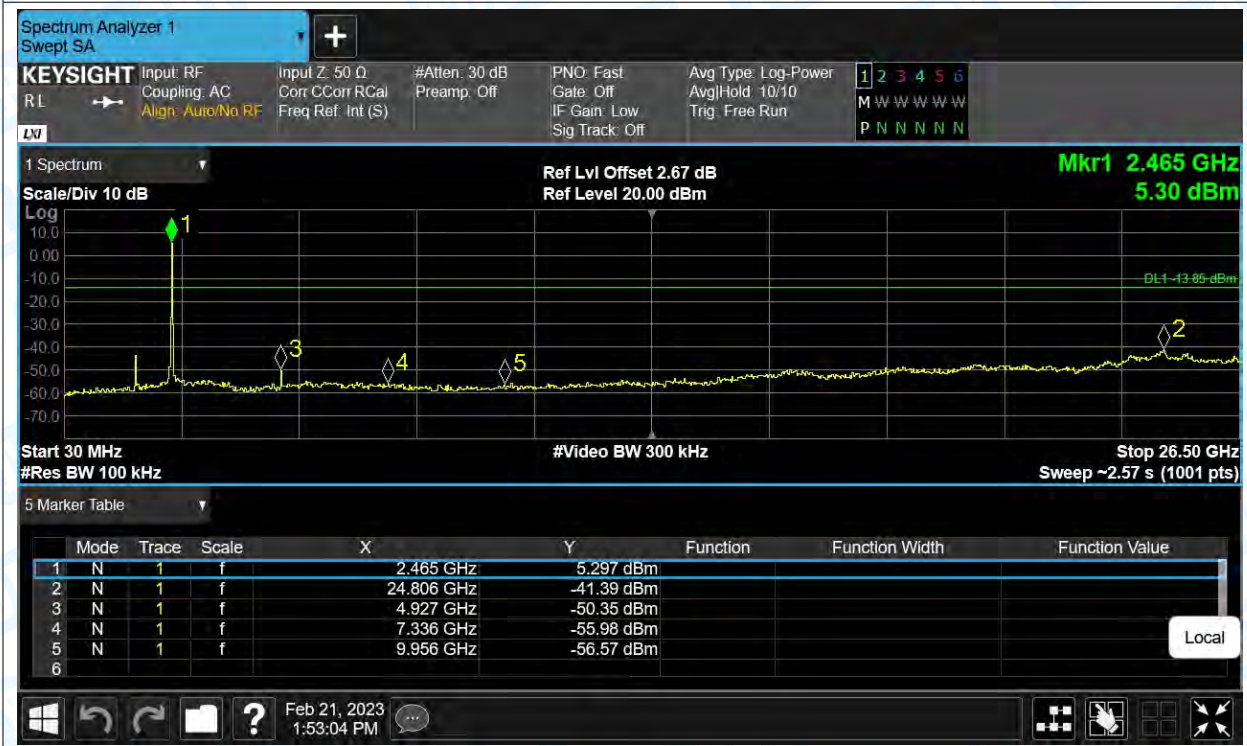 Spectrum Analyzer 1
Swept SA
+
KEYSIGHT Input: RF Input Z: 50 Ω #Atten: 30 dB PNO: Fast Avg Type: Log-Power 1 2 3 4 5 6
R L Coupling: AC Corr CCorr RCal Preamp: Off Gate: Off Avg|Hold: 10/10 M W W W W W
Align: Auto/No RF Freq Ref: Int (S) IF Gain: Low Trig: Free Run P N N N N N
LXI Sig Track: Off
1 Spectrum
Ref Lvl Offset 2.67 dB Mkr1 2.465 GHz
Scale/Div 10 dB Ref Level 20.00 dBm 5.30 dBm
Log
1
10.0
0.00
-10.0 DL1 -13.85 dBm
-20.0
-30.0 2
-40.0 3
4 5
-50.0
-60.0
-70.0
Start 30 MHz #Video BW 300 kHz Stop 26.50 GHz
#Res BW 100 kHz Sweep ~2.57 s (1001 pts)
5 Marker Table
Mode Trace Scale X Y Function Function Width Function Value
1 N 1 f 2.465 GHz 5.297 dBm
2 N 1 f 24.806 GHz -41.39 dBm
3 N 1 f 4.927 GHz -50.35 dBm
4 N 1 f 7.336 GHz -55.98 dBm
5 N 1 f 9.956 GHz -56.57 dBm
6
Local
? Feb 21, 2023
1:53:04 PM